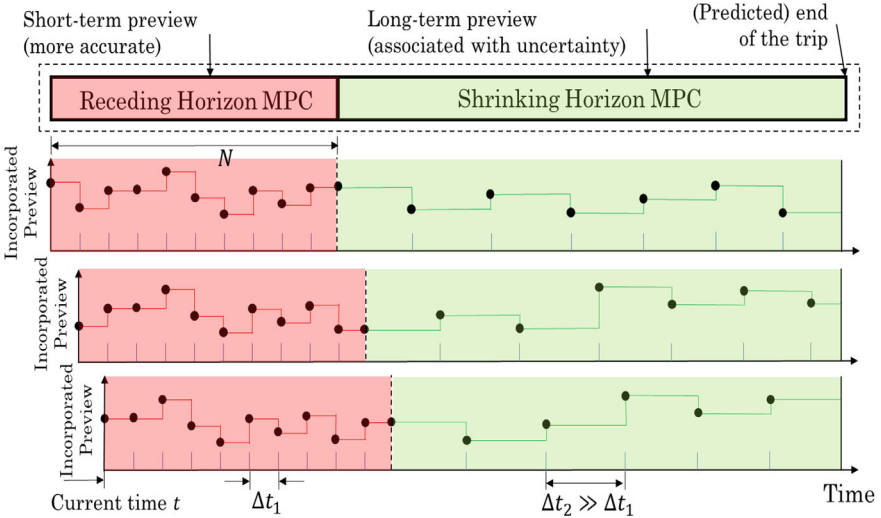 Short-term preview
(more accurate)
Long-term preview
(associated with uncertainty)
(Predicted) end
of the trip
Receding Horizon MPC
Shrinking Horizon MPC
N
Incorporated
Preview
Incorporated
Preview
Incorporated
Preview
Current time t
Δt₁
Δt₂ ≫ Δt₁
Time